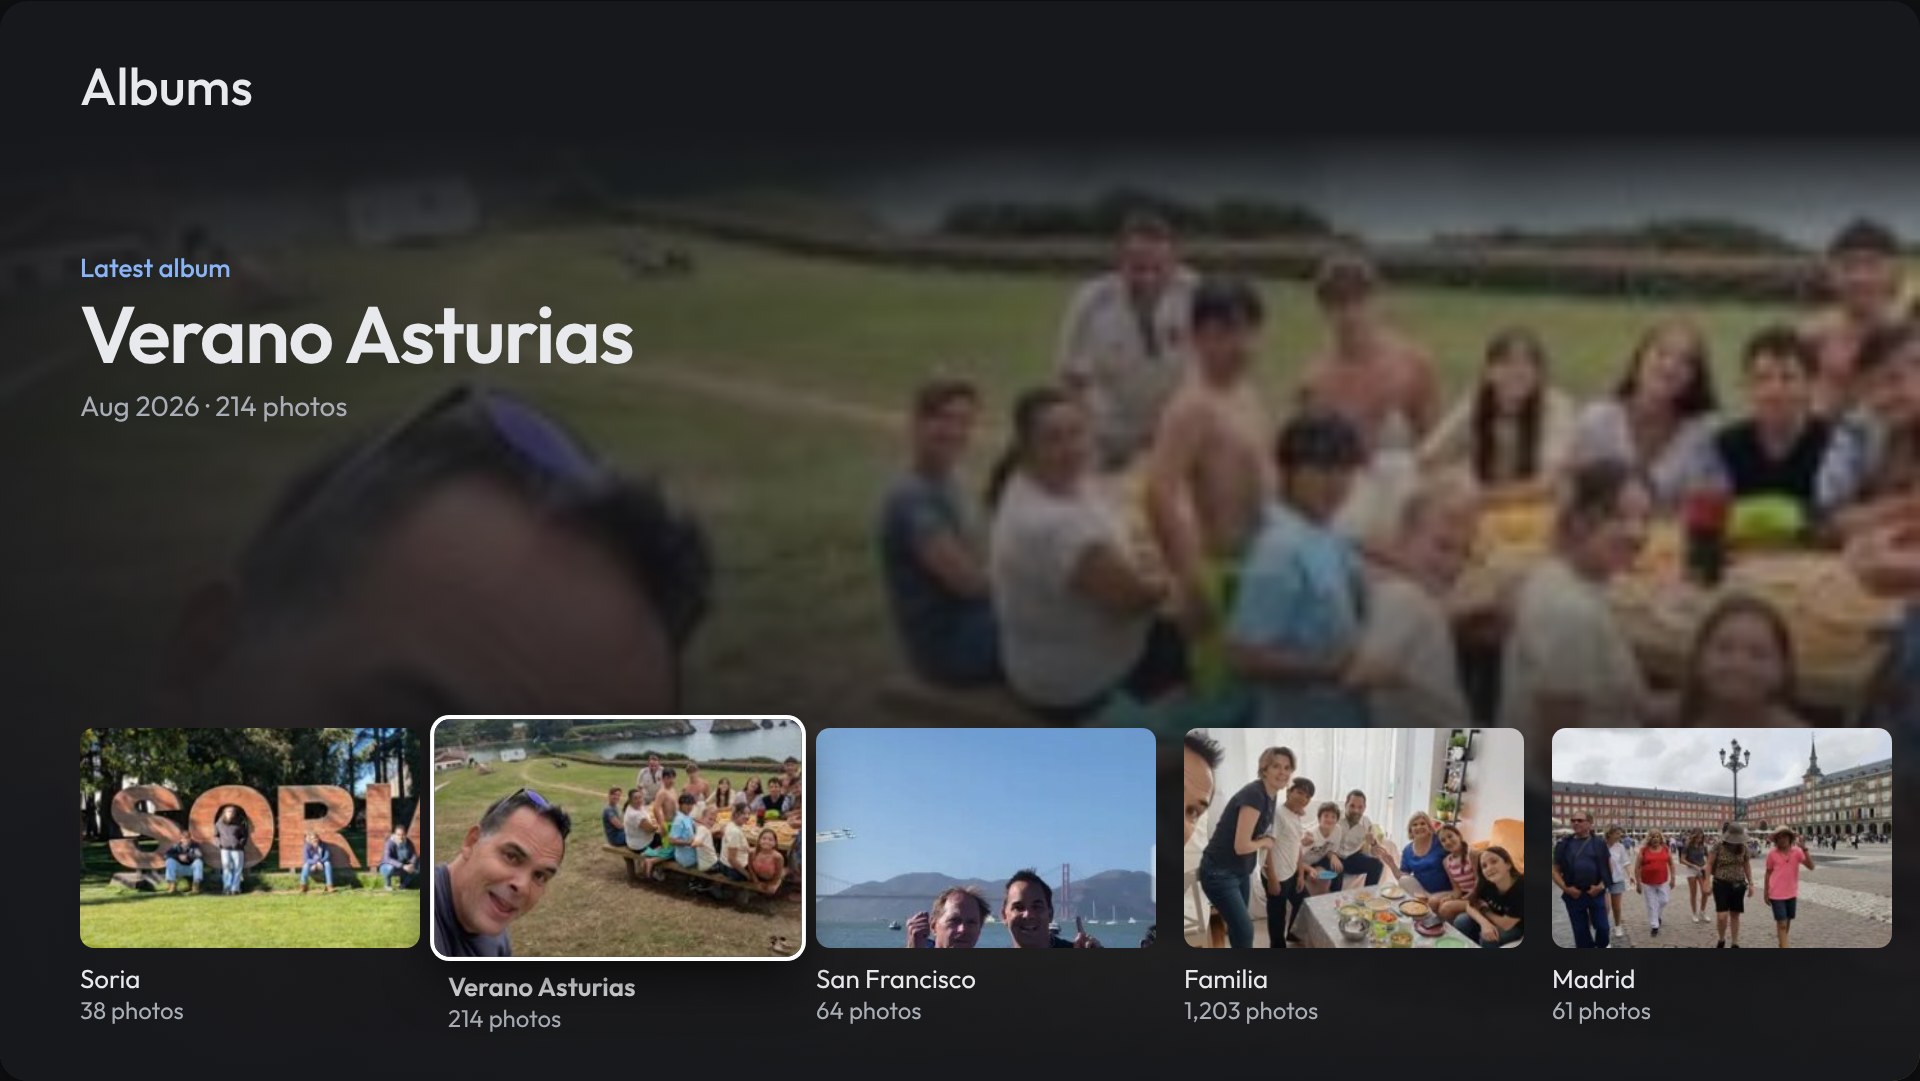 Albums
Latest album
Verano Asturias
Aug 2026 · 214 photos
SORI
Soria
38 photos
Verano Asturias
214 photos
San Francisco
64 photos
Familia
1,203 photos
Madrid
61 photos